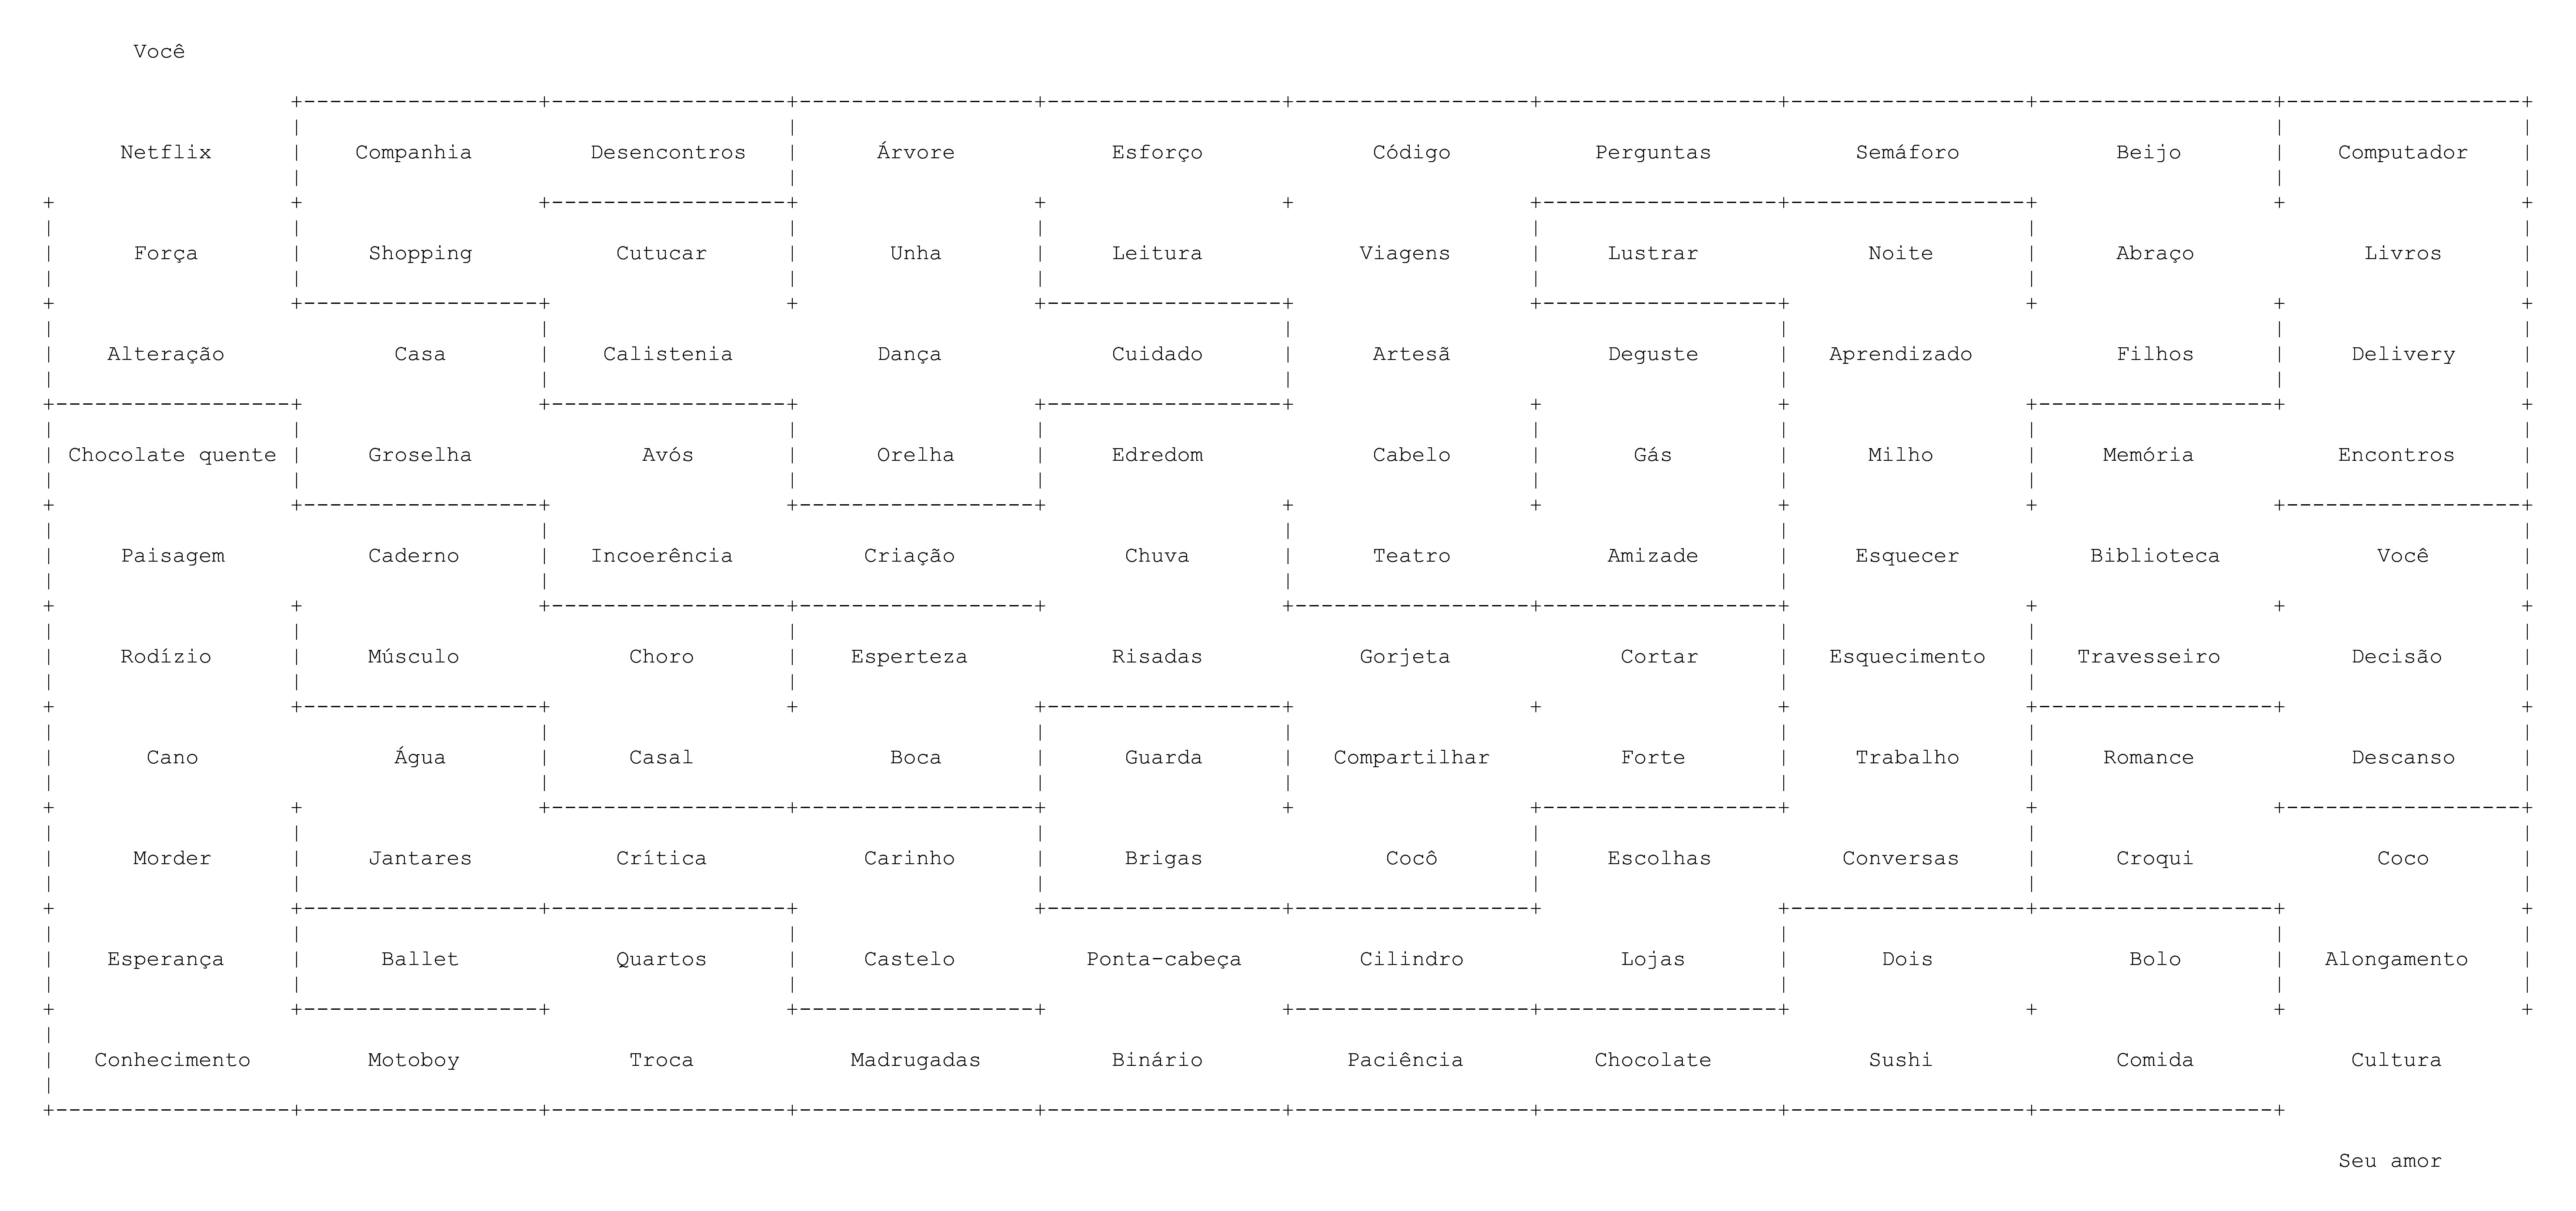 Você
Netflix Companhia Desencontros Árvore Esforço Código Perguntas Semáforo Beijo Computador
Força Shopping Cutucar Unha Leitura Viagens Lustrar Noite Abraço Livros
Alteração Casa Calistenia Dança Cuidado Artesã Deguste Aprendizado Filhos Delivery
Chocolate quente Groselha Avós Orelha Edredom Cabelo Gás Milho Memória Encontros
Paisagem Caderno Incoerência Criação Chuva Teatro Amizade Esquecer Biblioteca Você
Rodízio Músculo Choro Esperteza Risadas Gorjeta Cortar Esquecimento Travesseiro Decisão
Cano Água Casal Boca Guarda Compartilhar Forte Trabalho Romance Descanso
Morder Jantares Crítica Carinho Brigas Cocô Escolhas Conversas Croqui Coco
Esperança Ballet Quartos Castelo Ponta-cabeça Cilindro Lojas Dois Bolo Alongamento
Conhecimento Motoboy Troca Madrugadas Binário Paciência Chocolate Sushi Comida Cultura
Seu amor